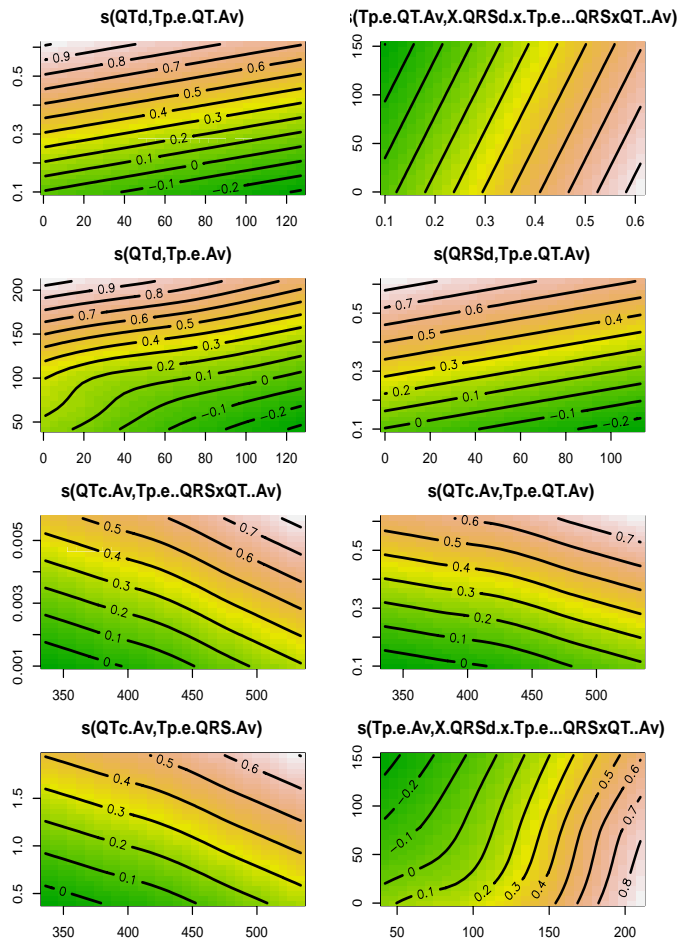 s(QTd,Tp.e.QT.Av)
s(Tp.e.QT.Av,X.QRSd.x.Tp.e...QRSxQT..Av)
0.9 0.8 0.7 0.6
0.5
0.4 0.3
0.2
0.1 0
−0.1 −0.2
0.1 0.3 0.5
0 20 40 60 80 100 120
0 50 100 150
0.1 0.2 0.3 0.4 0.5 0.6
s(QTd,Tp.e.Av)
s(QRSd,Tp.e.QT.Av)
0.9 0.8
0.7 0.6 0.5
0.4 0.3
0.2 0.1 0
−0.1 −0.2
50 100 150 200
0 20 40 60 80 100 120
0.7 0.6
0.5 0.4
0.3
0.2 0.1
0 −0.1 −0.2
0.1 0.3 0.5
0 20 40 60 80 100
s(QTc.Av,Tp.e..QRSxQT..Av)
s(QTc.Av,Tp.e.QT.Av)
0.5 0.7
0.4 0.6
0.3
0.2
0.1
0
0.001 0.003 0.005
350 400 450 500
0.6 0.7
0.5
0.4
0.3
0.2
0.1
0
0.1 0.3 0.5
350 400 450 500
s(QTc.Av,Tp.e.QRS.Av)
s(Tp.e.Av,X.QRSd.x.Tp.e...QRSxQT..Av)
0.5 0.6
0.4
0.3
0.2
0.1
0
0.5 1.0 1.5
350 400 450 500
−0.2 0.5 0.6
−0.1 0.7
0 0.1 0.2 0.3 0.4 0.8
0 50 100 150
50 100 150 200